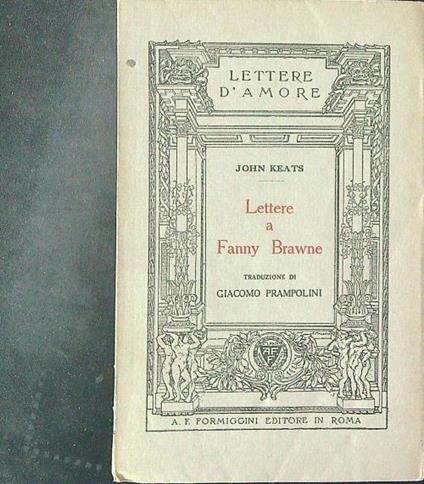 LETTERE
D'AMORE
JOHN KEATS
Lettere
a
Fanny Brawne
TRADUZIONE DI
GIACOMO PRAMPOLINI
A. F. FORMIGGINI EDITORE IN ROMA